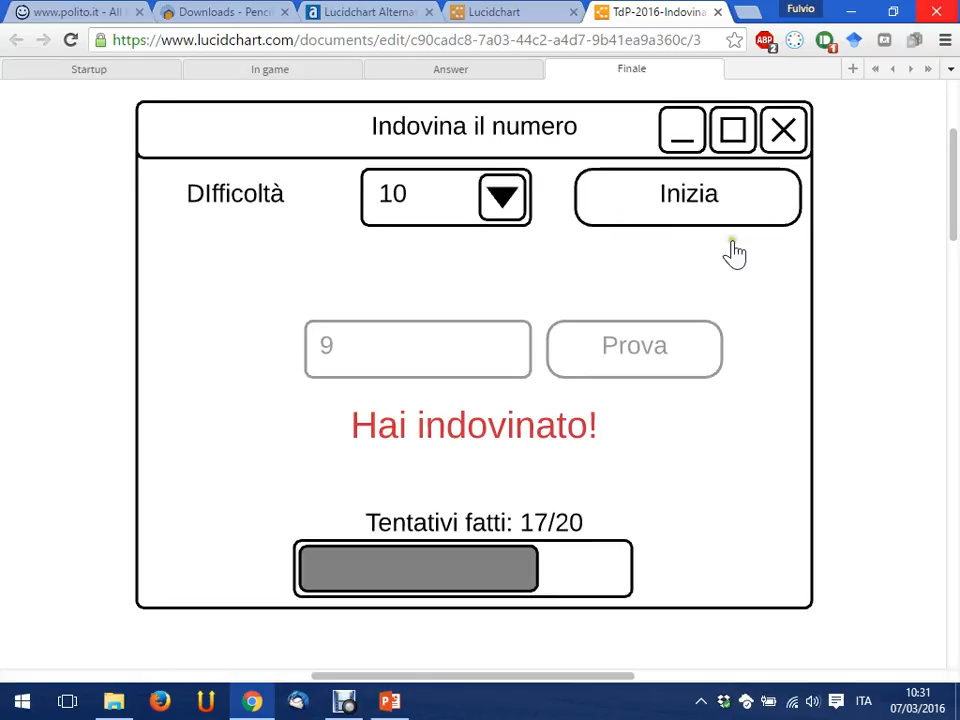 www.polito.it - All
Downloads - Penci
Lucidchart Alterna
Lucidchart
TdP-2016-Indovina
Fulvio
https://www.lucidchart.com/documents/edit/c90cadc8-7a03-44c2-a4d7-9b41ea9a360c/3
Startup
In game
Answer
Finale
Indovina il numero
DIfficoltà
10
Inizia
9
Prova
Hai indovinato!
Tentativi fatti: 17/20
ITA
10:31
07/03/2016